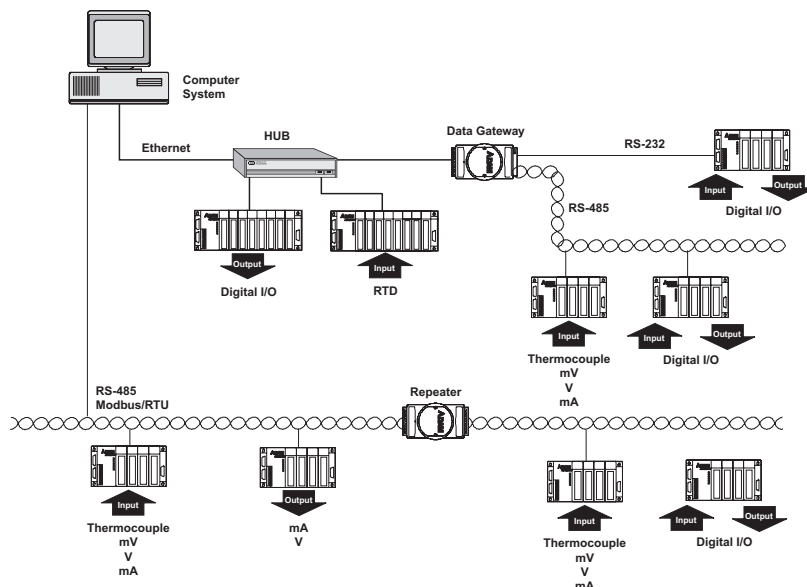 Computer
System
Ethernet
HUB
Data Gateway
RS-232
Input
Output
Digital I/O
RS-485
Output
Digital I/O
Input
RTD
Input
Thermocouple
mV
V
mA
Input
Output
Digital I/O
RS-485
Modbus/RTU
Repeater
Input
Thermocouple
mV
V
mA
Output
mA
V
Input
Thermocouple
mV
V
mA
Input
Output
Digital I/O